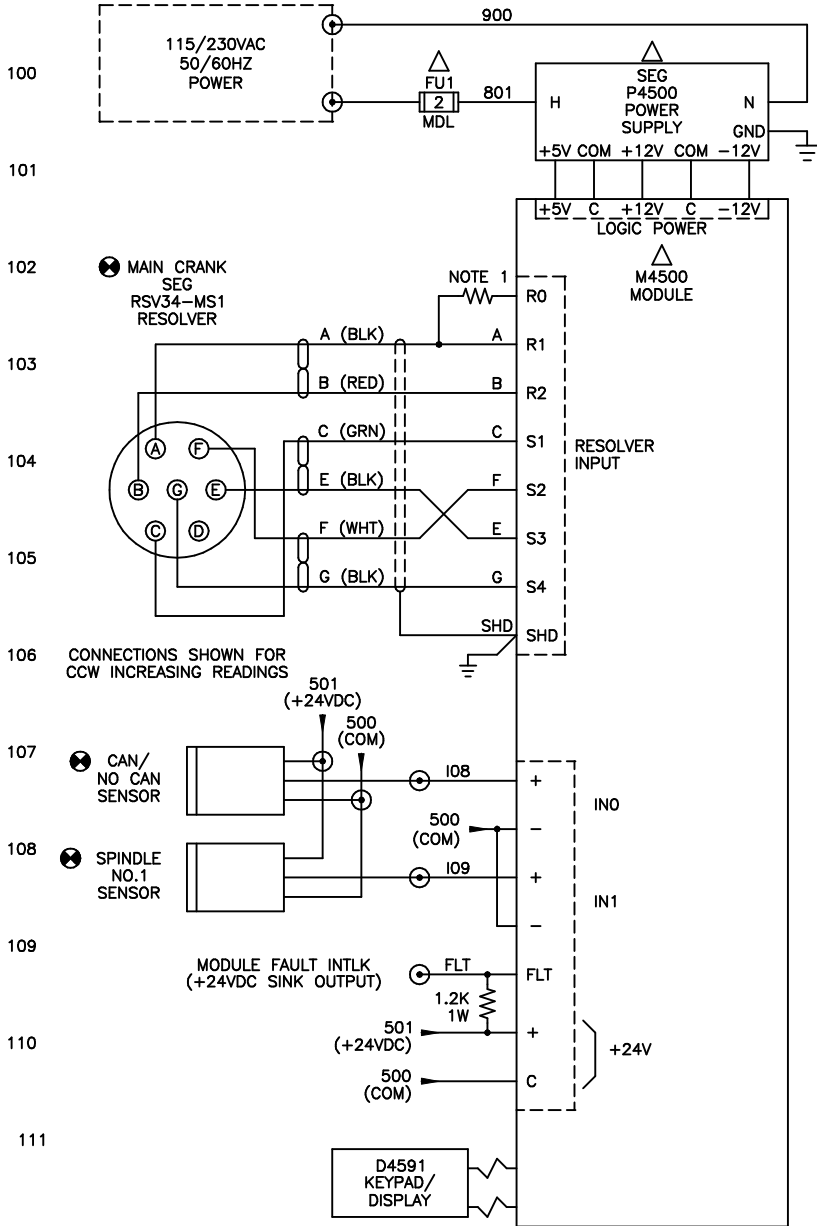 900
115/230VAC
50/60HZ
POWER
100
FU1
2
MDL
801
SEG
P4500
POWER
SUPPLY
H
N
GND
+5V COM +12V COM -12V
101
+5V C +12V C -12V
LOGIC POWER
102
MAIN CRANK
SEG
RSV34-MS1
RESOLVER
M4500
MODULE
NOTE 1
R0
103
A (BLK) A R1
B (RED) B R2
C (GRN) C S1
104
E (BLK) F S2
F (WHT) E S3
105
G (BLK) G S4
A F
B G E
C D
RESOLVER
INPUT
SHD SHD
106
CONNECTIONS SHOWN FOR
CCW INCREASING READINGS
501
(+24VDC)
500
(COM)
107
CAN/
NO CAN
SENSOR
I08 +
IN0
500
(COM)
-
108
SPINDLE
NO.1
SENSOR
I09 +
IN1
-
109
MODULE FAULT INTLK
(+24VDC SINK OUTPUT)
FLT FLT
1.2K
1W
110
501
(+24VDC)
+
+24V
500
(COM)
C
111
D4591
KEYPAD/
DISPLAY